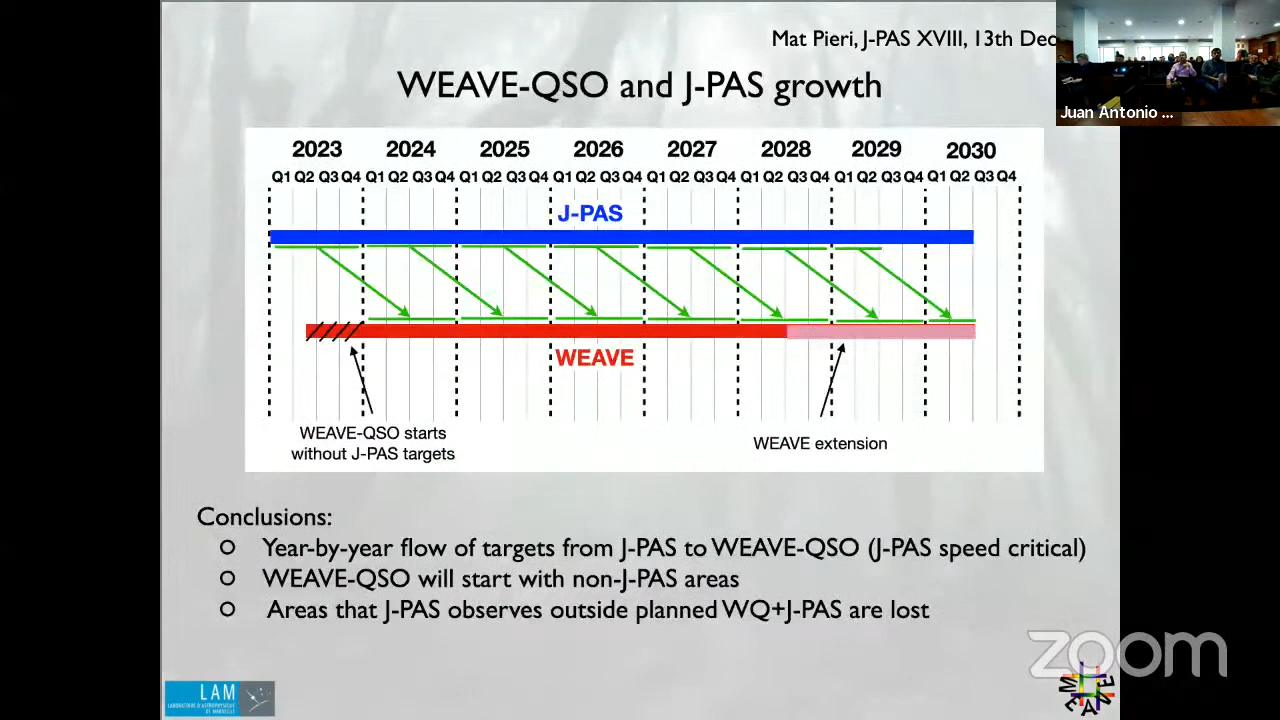 Mat Pieri, J-PAS XVIII, 13th Dec
Juan Antonio ...
WEAVE-QSO and J-PAS growth
2023 2024 2025 2026 2027 2028 2029 2030
Q1 Q2 Q3 Q4 Q1 Q2 Q3 Q4 Q1 Q2 Q3 Q4 Q1 Q2 Q3 Q4 Q1 Q2 Q3 Q4 Q1 Q2 Q3 Q4 Q1 Q2 Q3 Q4 Q1 Q2 Q3 Q4
J-PAS
WEAVE
WEAVE-QSO starts
without J-PAS targets
WEAVE extension
Conclusions:
Year-by-year flow of targets from J-PAS to WEAVE-QSO (J-PAS speed critical)
WEAVE-QSO will start with non-J-PAS areas
Areas that J-PAS observes outside planned WQ+J-PAS are lost
zoom
LAM
LABORATOIRE D'ASTROPHYSIQUE
DE MARSEILLE
WEAVE